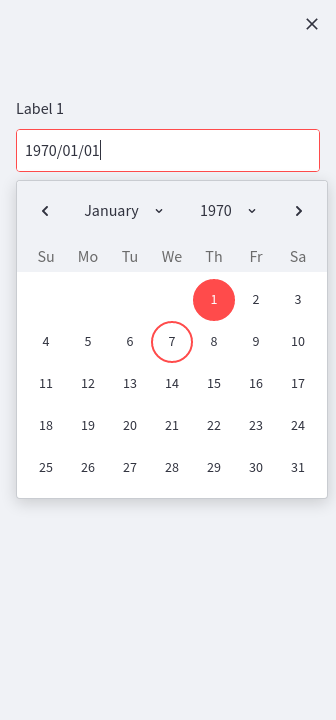 Label 1
1970/01/01
January 1970
Su Mo Tu We Th Fr Sa
1 2 3
4 5 6 7 8 9 10
11 12 13 14 15 16 17
18 19 20 21 22 23 24
25 26 27 28 29 30 31